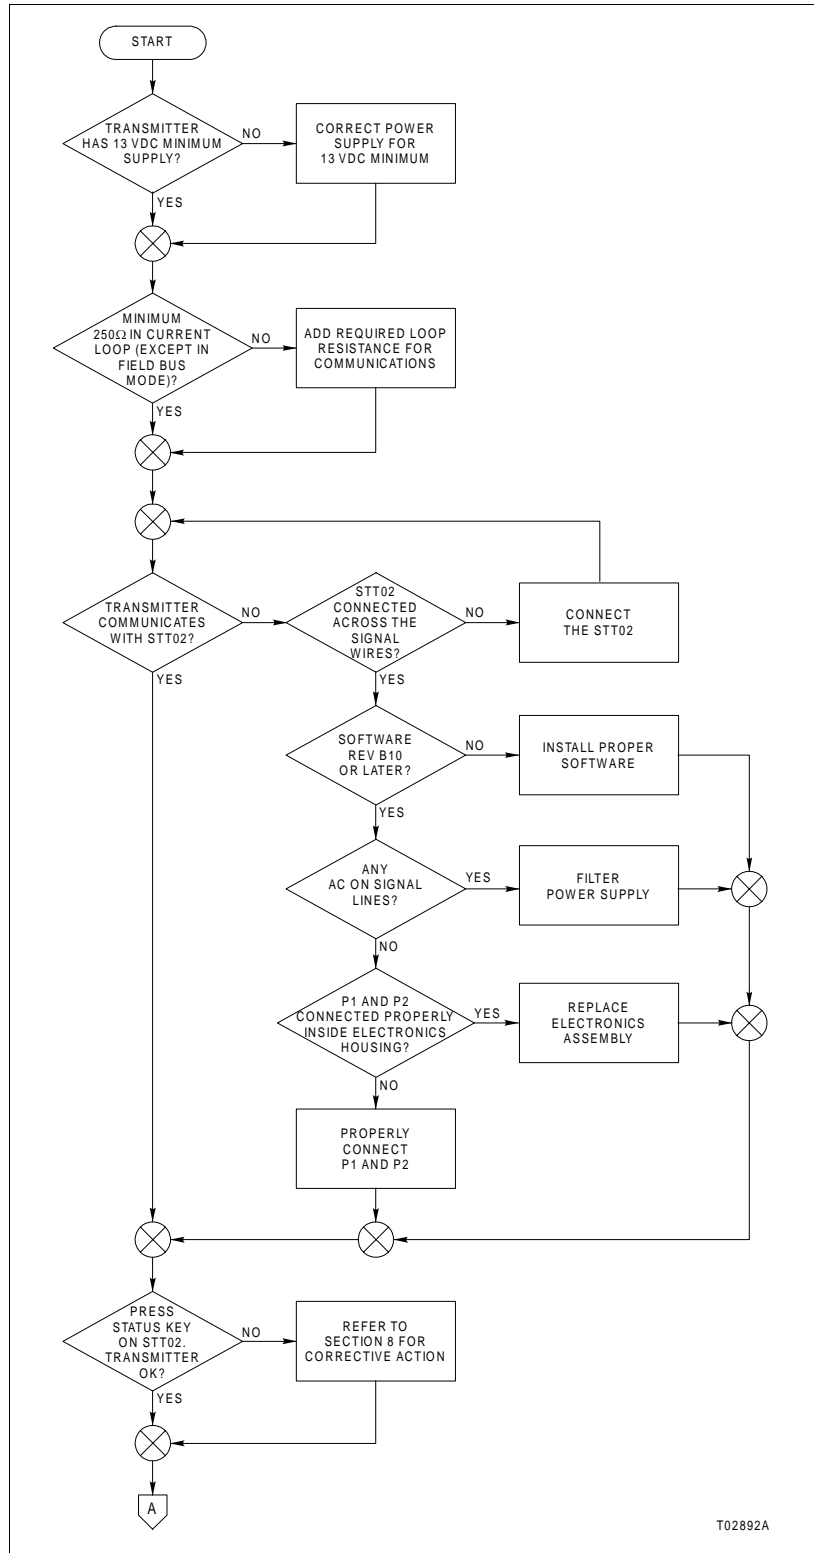 START
TRANSMITTER
HAS 13 VDC MINIMUM
SUPPLY?
NO
CORRECT POWER
SUPPLY FOR
13 VDC MINIMUM
YES
MINIMUM
250Ω IN CURRENT
LOOP (EXCEPT IN
FIELD BUS
MODE)?
NO
ADD REQUIRED LOOP
RESISTANCE FOR
COMMUNICATIONS
YES
TRANSMITTER
COMMUNICATES
WITH STT02?
NO
STT02
CONNECTED
ACROSS THE
SIGNAL
WIRES?
NO
CONNECT
THE STT02
YES
YES
SOFTWARE
REV B10
OR LATER?
NO
INSTALL PROPER
SOFTWARE
YES
ANY
AC ON SIGNAL
LINES?
YES
FILTER
POWER SUPPLY
NO
P1 AND P2
CONNECTED PROPERLY
INSIDE ELECTRONICS
HOUSING?
YES
REPLACE
ELECTRONICS
ASSEMBLY
NO
PROPERLY
CONNECT
P1 AND P2
PRESS
STATUS KEY
ON STT02.
TRANSMITTER
OK?
NO
REFER TO
SECTION 8 FOR
CORRECTIVE ACTION
YES
A
T02892A